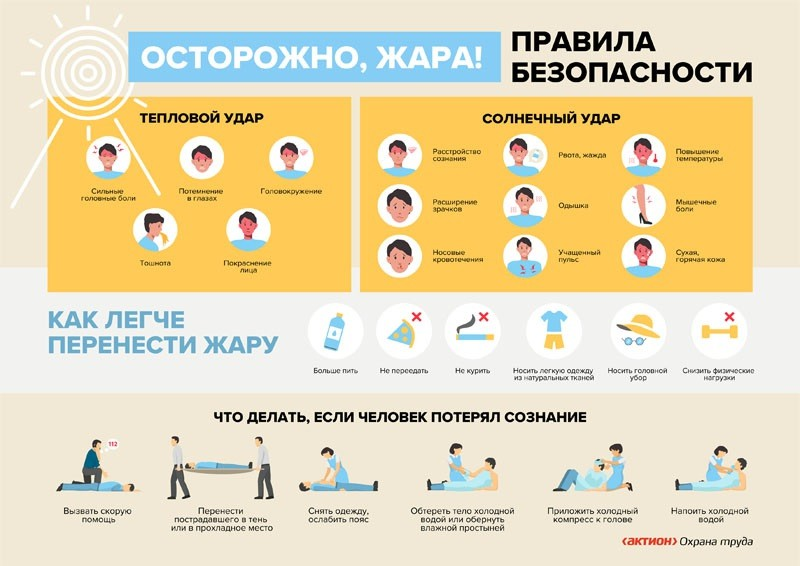 ОСТОРОЖНО, ЖАРА!
ПРАВИЛА
БЕЗОПАСНОСТИ
ТЕПЛОВОЙ УДАР
Сильные
головные боли
Потемнение
в глазах
Головокружение
Тошнота
Покраснение
лица
СОЛНЕЧНЫЙ УДАР
Расстройство
сознания
Рвота, жажда
Повышение
температуры
Расширение
зрачков
Одышка
Мышечные
боли
Носовые
кровотечения
Учащенный
пульс
Сухая,
горячая кожа
КАК ЛЕГЧЕ
ПЕРЕНЕСТИ ЖАРУ
Больше пить
Не переедать
Не курить
Носить легкую одежду
из натуральных тканей
Носить головной
убор
Снизить физические
нагрузки
ЧТО ДЕЛАТЬ, ЕСЛИ ЧЕЛОВЕК ПОТЕРЯЛ СОЗНАНИЕ
112
Вызвать скорую
помощь
Перенести
пострадавшего в тень
или в прохладное место
Снять одежду,
ослабить пояс
Обтереть тело холодной
водой или обернуть
влажной простыней
Приложить холодный
компресс к голове
Напоить холодной
водой
‹АКТИОН› Охрана труда